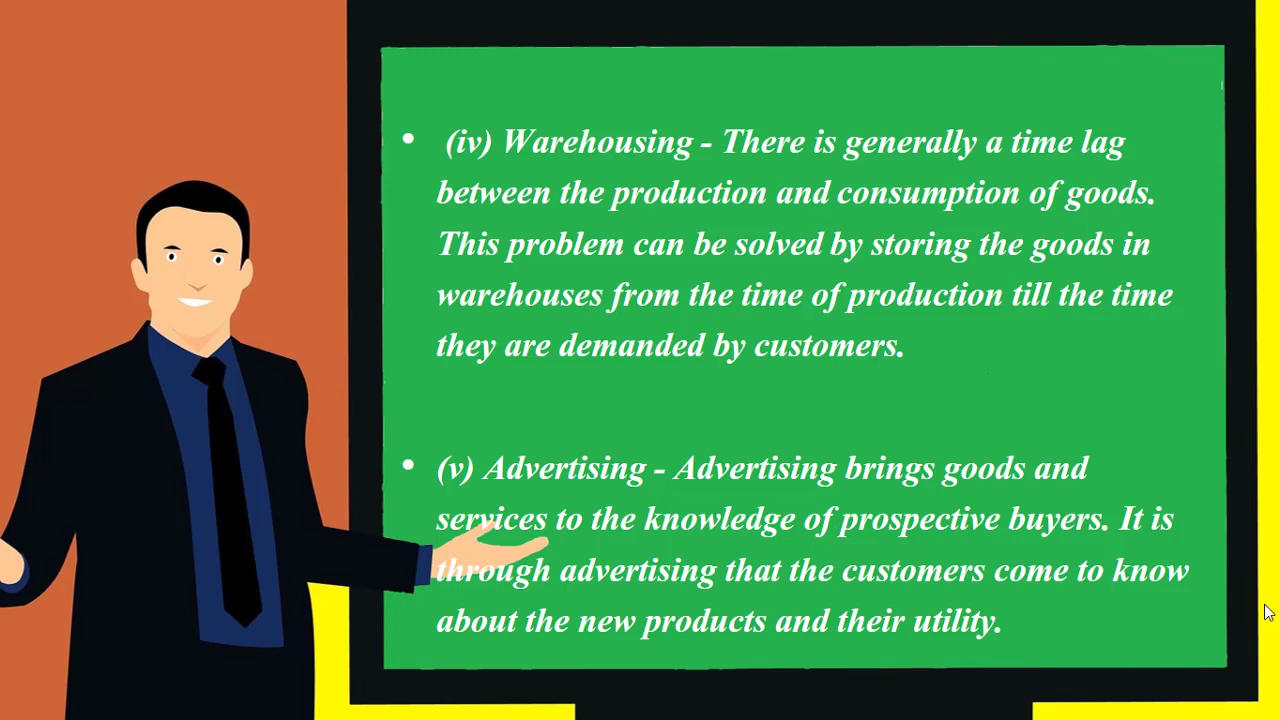 • (iv) Warehousing - There is generally a time lag
between the production and consumption of goods.
This problem can be solved by storing the goods in
warehouses from the time of production till the time
they are demanded by customers.
• (v) Advertising - Advertising brings goods and
services to the knowledge of prospective buyers. It is
through advertising that the customers come to know
about the new products and their utility.